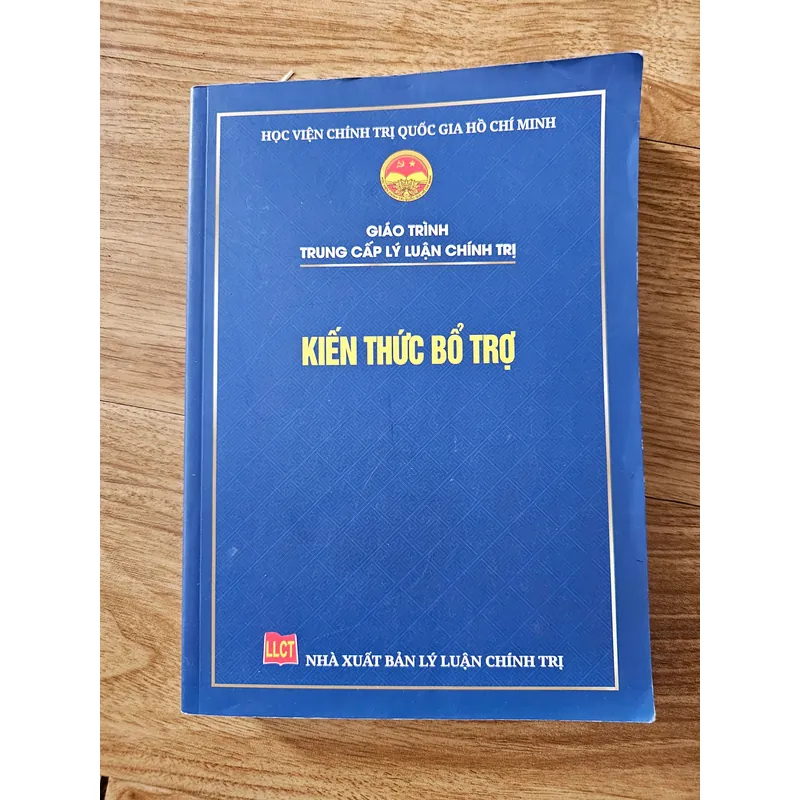 HỌC VIỆN CHÍNH TRỊ QUỐC GIA HỒ CHÍ MINH
GIÁO TRÌNH
TRUNG CẤP LÝ LUẬN CHÍNH TRỊ
KIẾN THỨC BỔ TRỢ
LLCT
NHÀ XUẤT BẢN LÝ LUẬN CHÍNH TRỊ